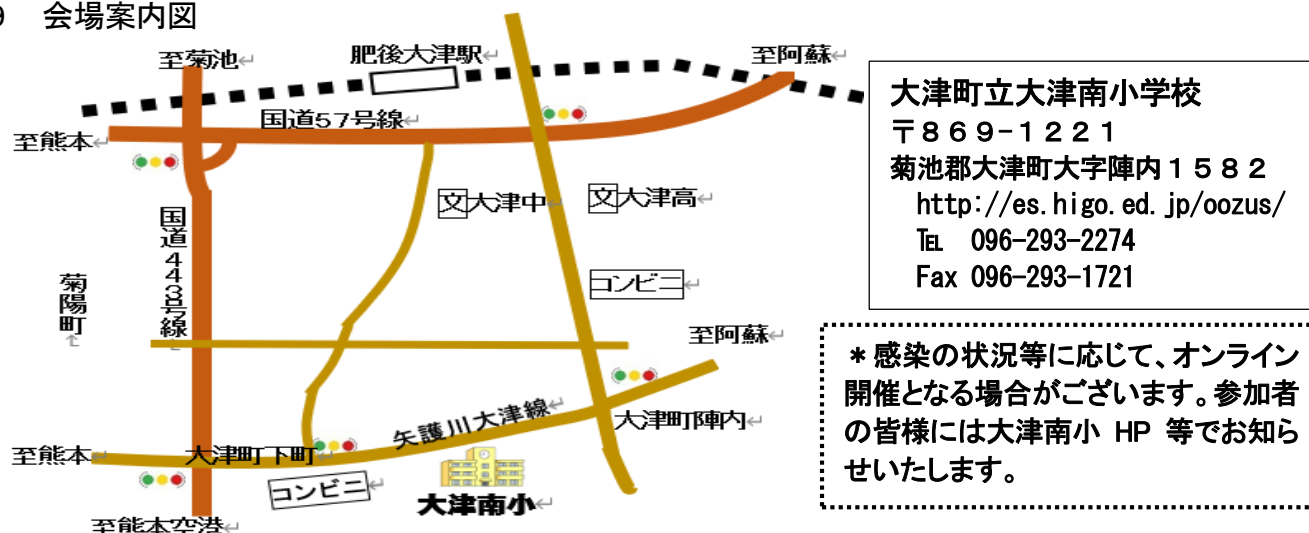 9　会場案内図
至菊池
肥後大津駅
至阿蘇
国道57号線
至熊本
文大津中
文大津高
国道443号線
菊陽町
コンビニ
至阿蘇
矢護川大津線
大津町陣内
至熊本
大津町下町
コンビニ
大津南小
至熊本空港
大津町立大津南小学校
〒８６９-１２２１
菊池郡大津町大字陣内１５８２
http://es.higo.ed.jp/oozus/
℡ 096-293-2274
Fax 096-293-1721
＊感染の状況等に応じて、オンライン
開催となる場合がございます。参加者
の皆様には大津南小 HP 等でお知ら
せいたします。